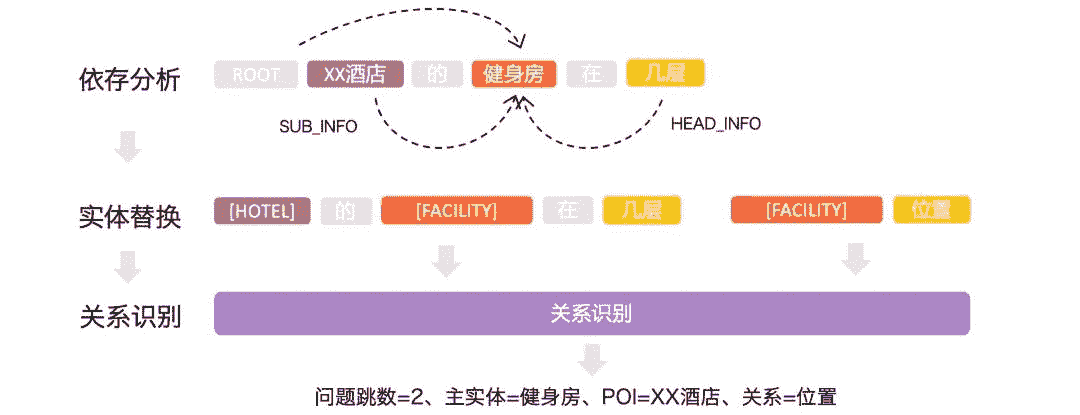 依存分析 ROOT XX酒店 的 健身房 在 几层
SUB_INFO HEAD_INFO
实体替换 [HOTEL] 的 [FACILITY] 在 几层 [FACILITY] 位置
关系识别 关系识别
问题跳数=2、主实体=健身房、POI=XX酒店、关系=位置